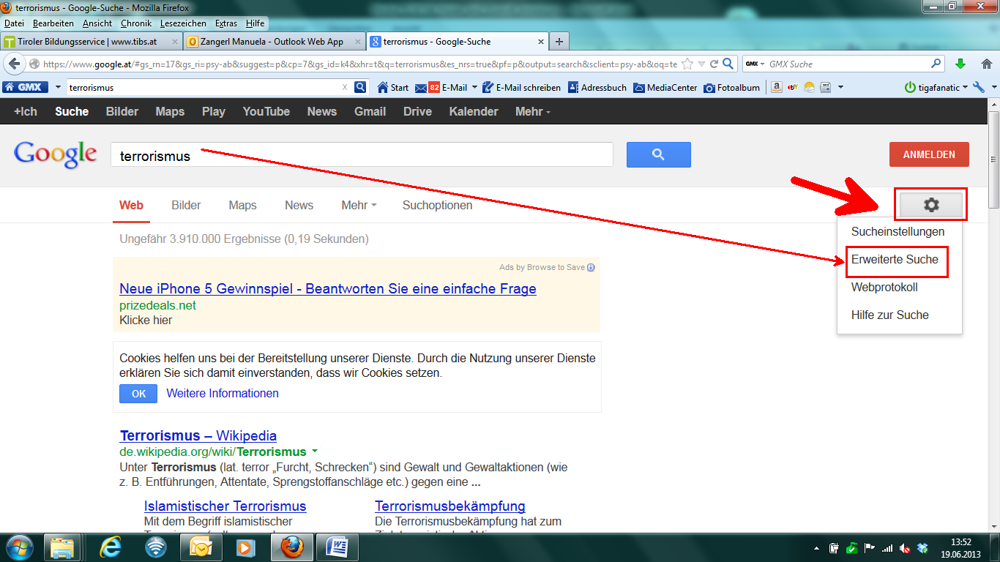 terrorismus - Google-Suche - Mozilla Firefox
Datei Bearbeiten Ansicht Chronik Lesezeichen Extras Hilfe
Tiroler Bildungsservice | www.tibs.at
Zangerl Manuela - Outlook Web App
terrorismus - Google-Suche
https://www.google.at/#gs_rn=17&gs_ri=psy-ab&suggest=p&cp=7&gs_id=k4&xhr=t&q=terrorismus&es_nrs=true&pf=p&output=search&sclient=psy-ab&oq=te
GMX GMX Suche
GMX terrorismus X Start 82 E-Mail E-Mail schreiben Adressbuch MediaCenter Fotoalbum a ebY tigafanatic
+Ich Suche Bilder Maps Play YouTube News Gmail Drive Kalender Mehr
Google terrorismus ANMELDEN
Web Bilder Maps News Mehr Suchoptionen
Sucheinstellungen
Erweiterte Suche
Webprotokoll
Hilfe zur Suche
Ungefähr 3.910.000 Ergebnisse (0,19 Sekunden)
Ads by Browse to Save
Neue iPhone 5 Gewinnspiel - Beantworten Sie eine einfache Frage
prizedeals.net
Klicke hier
Cookies helfen uns bei der Bereitstellung unserer Dienste. Durch die Nutzung unserer Dienste
erklären Sie sich damit einverstanden, dass wir Cookies setzen.
OK Weitere Informationen
Terrorismus – Wikipedia
de.wikipedia.org/wiki/Terrorismus
Unter Terrorismus (lat. terror „Furcht, Schrecken“) sind Gewalt und Gewaltaktionen (wie
z. B. Entführungen, Attentate, Sprengstoffanschläge etc.) gegen eine ...
Islamistischer Terrorismus
Mit dem Begriff islamistischer
Terrorismusbekämpfung
Die Terrorismusbekämpfung hat zum
13:52
19.06.2013